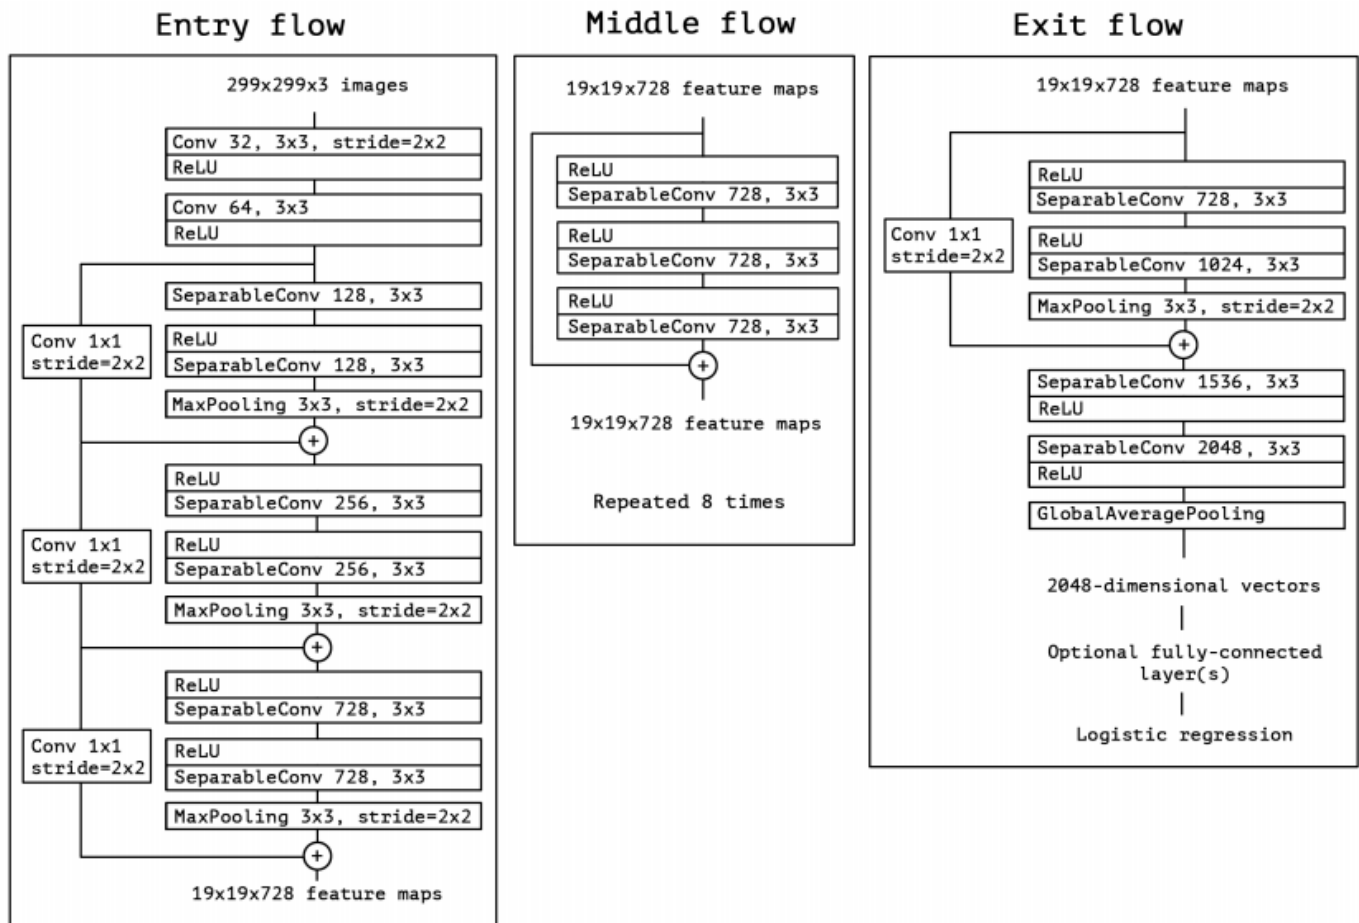 Entry flow
299x299x3 images
Conv 32, 3x3, stride=2x2
ReLU
Conv 64, 3x3
ReLU
SeparableConv 128, 3x3
Conv 1x1
stride=2x2
ReLU
SeparableConv 128, 3x3
MaxPooling 3x3, stride=2x2
+
ReLU
SeparableConv 256, 3x3
Conv 1x1
stride=2x2
ReLU
SeparableConv 256, 3x3
MaxPooling 3x3, stride=2x2
+
ReLU
SeparableConv 728, 3x3
Conv 1x1
stride=2x2
ReLU
SeparableConv 728, 3x3
MaxPooling 3x3, stride=2x2
+
19x19x728 feature maps
Middle flow
19x19x728 feature maps
ReLU
SeparableConv 728, 3x3
ReLU
SeparableConv 728, 3x3
ReLU
SeparableConv 728, 3x3
+
19x19x728 feature maps
Repeated 8 times
Exit flow
19x19x728 feature maps
ReLU
SeparableConv 728, 3x3
Conv 1x1
stride=2x2
ReLU
SeparableConv 1024, 3x3
MaxPooling 3x3, stride=2x2
+
SeparableConv 1536, 3x3
ReLU
SeparableConv 2048, 3x3
ReLU
GlobalAveragePooling
2048-dimensional vectors
Optional fully-connected
layer(s)
Logistic regression